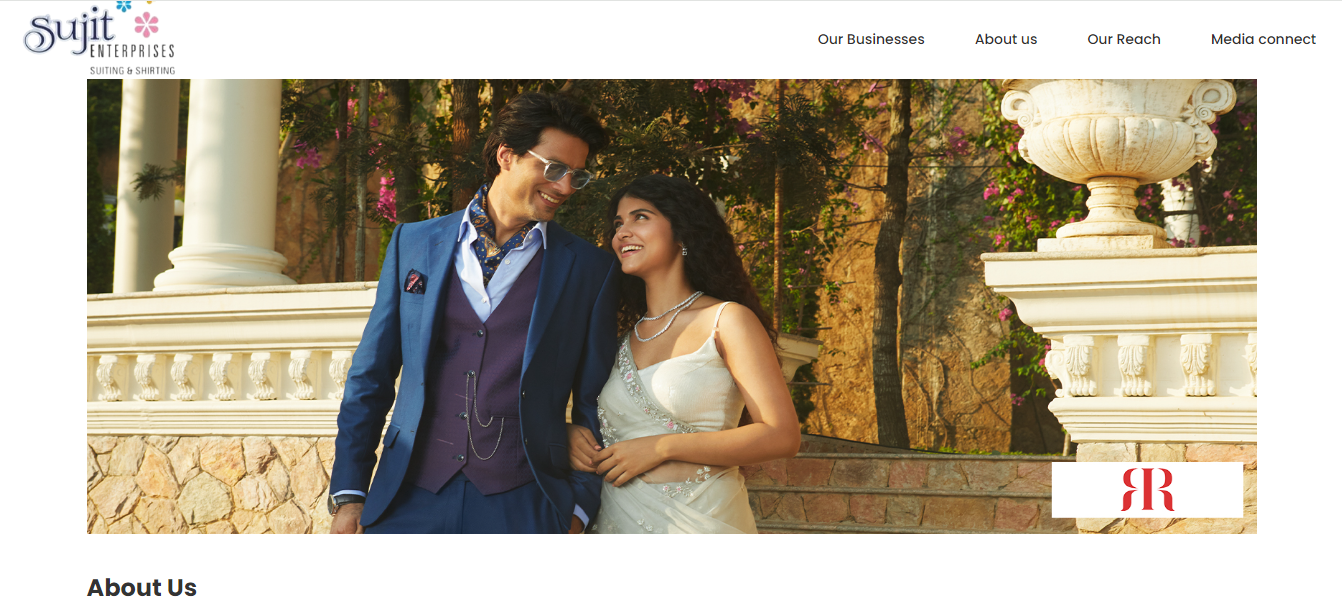 Sujit
ENTERPRISES
SUITING & SHIRTING
Our Businesses
About us
Our Reach
Media connect
RR
About Us